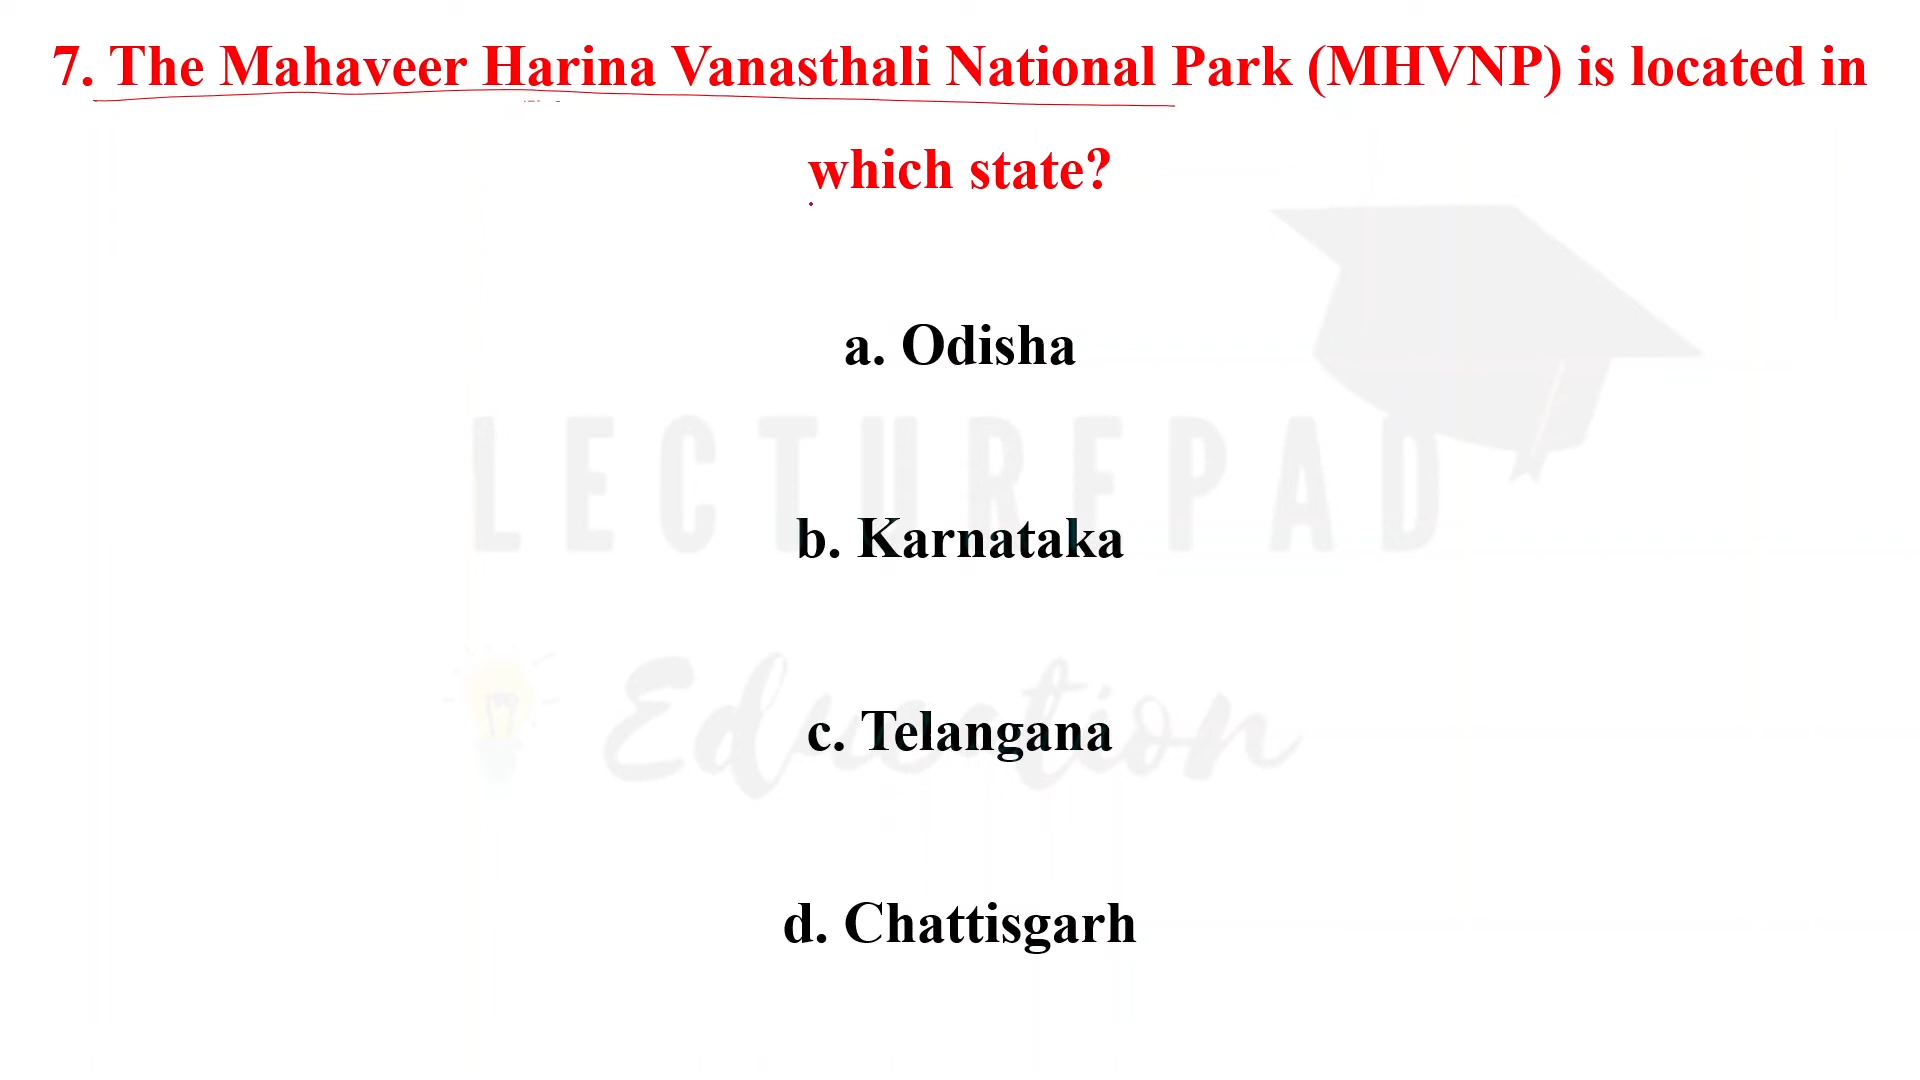 7. The Mahaveer Harina Vanasthali National Park (MHVNP) is located in
which state?
a. Odisha
LECTUREPAD
b. Karnataka
Education
c. Telangana
d. Chattisgarh